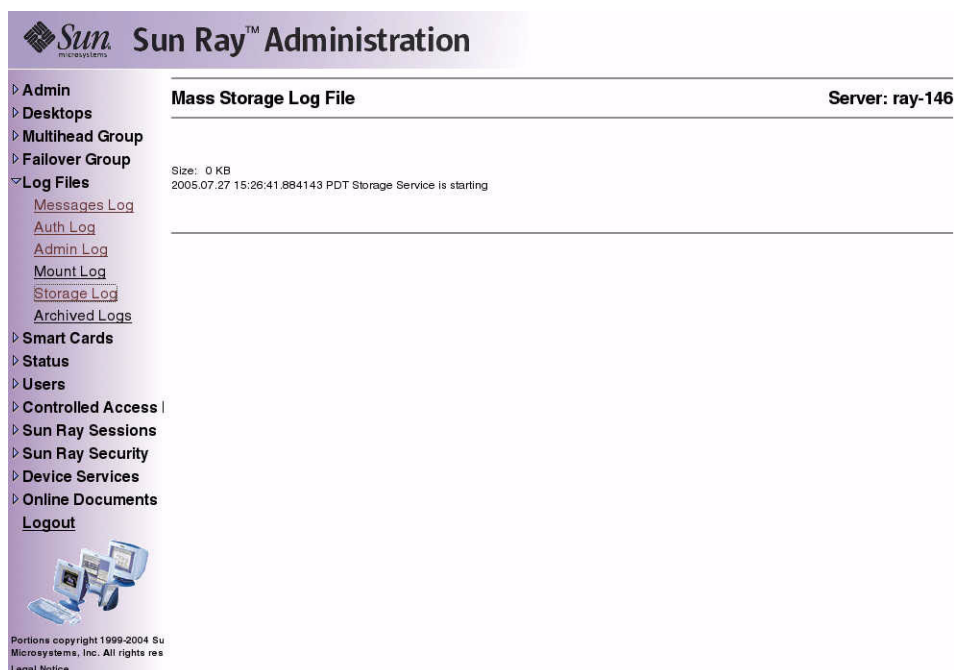 Sun microsystems Sun Ray™ Administration
Admin
Desktops
Multihead Group
Failover Group
Log Files
Messages Log
Auth Log
Admin Log
Mount Log
Storage Log
Archived Logs
Smart Cards
Status
Users
Controlled Access
Sun Ray Sessions
Sun Ray Security
Device Services
Online Documents
Logout
Portions copyright 1999-2004 Su
Microsystems, Inc. All rights res
Legal Notice
Mass Storage Log File Server: ray-146
Size: 0 KB
2005.07.27 15:26:41.884143 PDT Storage Service is starting